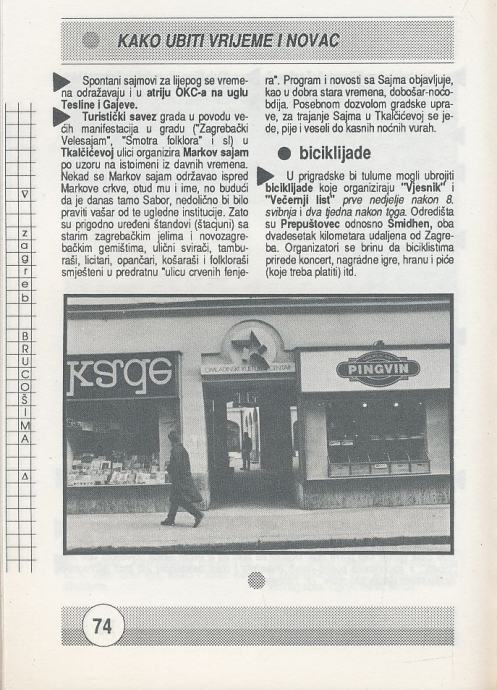 KAKO UBITI VRIJEME I NOVAC
Spontani sajmovi za lijepog se vreme-
na odražavaju i u atriju OKC-a na uglu
Tesline i Gajeve.
Turistički savez grada u povodu ve-
ćih manifestacija u gradu ("Zagrebački
Velesajam", "Smotra folklora" i sl) u
Tkalčićevoj ulici organizira Markov sajam
po uzoru na istoimeni iz davnih vremena.
Nekad se Markov sajam održavao ispred
Markove crkve, otud mu i ime, no budući
da je danas tamo Sabor, nedolično bi bilo
praviti vašar od te ugledne institucije. Zato
su prigodno uređeni štandovi (štacjuni) sa
starim zagrebačkim jelima i novozagre-
bačkim gemištima, ulični svirači, tambu-
raši, licitari, opančari, košaraši i folkloraši
smješteni u predratnu "ulicu crvenih fenje-
ra". Program i novosti sa Sajma objavljuje,
kao u dobra stara vremena, dobošar-noćo-
bdija. Posebnom dozvolom gradske upra-
ve, za trajanje Sajma u Tkalčićevoj se je-
de, pije i veseli do kasnih noćnih vurah.
biciklijade
U prigradske bi tulume mogli ubrojiti
biciklijade koje organiziraju "Vjesnik" i
"Večernji list" prve nedjelje nakon 8.
svibnja i dva tjedna nakon toga. Odredišta
su Prepuštovec odnosno Šmidhen, oba
dvadesetak kilometara udaljena od Zagre-
ba. Organizatori se brinu da biciklistima
prirede koncert, nagradne igre, hranu i piće
(koje treba platiti) itd.
zagreb
BRUCOŠIMA
OMLADINSKI KULTURNI CENTAR
PINGVIN
74